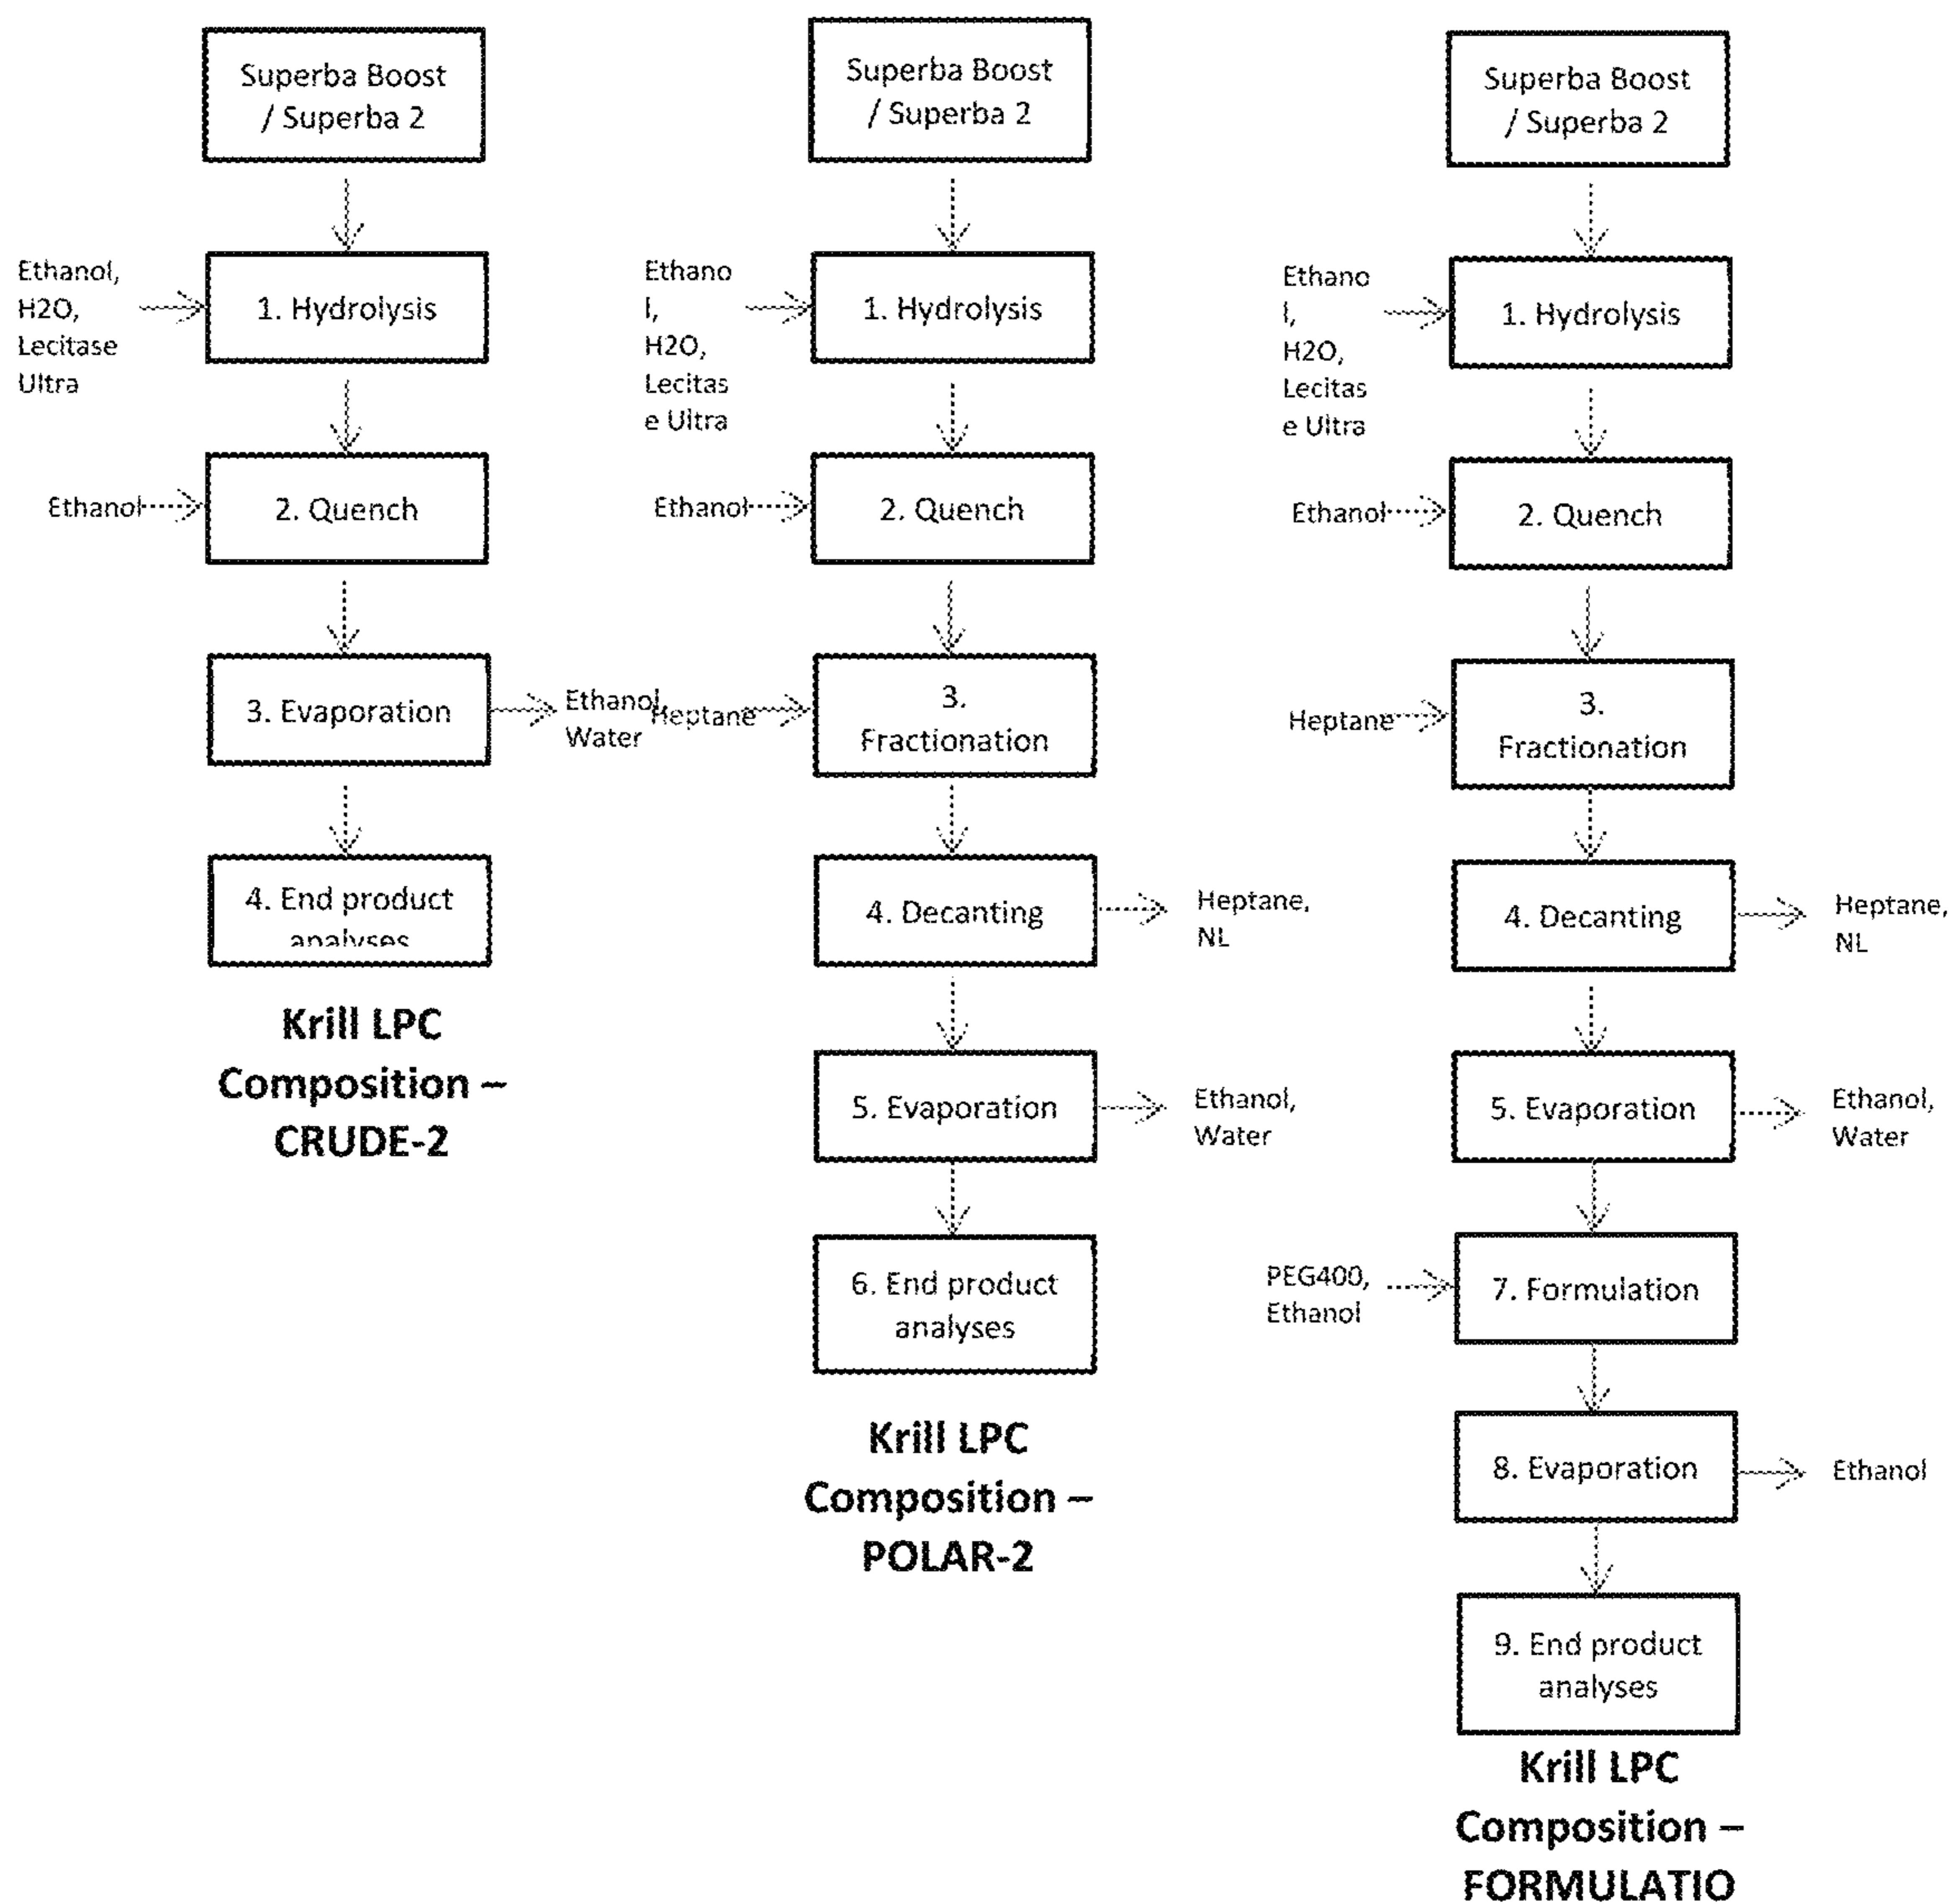 Superba Boost
/ Superba 2
Ethanol,
H2O,
Lecitase
Ultra
1. Hydrolysis
Ethanol
2. Quench
3. Evaporation
Ethanol,
Water
4. End product
analyses
Krill LPC
Composition –
CRUDE-2
Superba Boost
/ Superba 2
Ethano
l,
H2O,
Lecitas
e Ultra
1. Hydrolysis
Ethanol
2. Quench
Heptane
3.
Fractionation
4. Decanting
Heptane,
NL
5. Evaporation
Ethanol,
Water
6. End product
analyses
Krill LPC
Composition –
POLAR-2
Superba Boost
/ Superba 2
Ethano
l,
H2O,
Lecitas
e Ultra
1. Hydrolysis
Ethanol
2. Quench
Heptane
3.
Fractionation
4. Decanting
Heptane,
NL
5. Evaporation
Ethanol,
Water
PEG400,
Ethanol
7. Formulation
8. Evaporation
Ethanol
9. End product
analyses
Krill LPC
Composition –
FORMULATIO